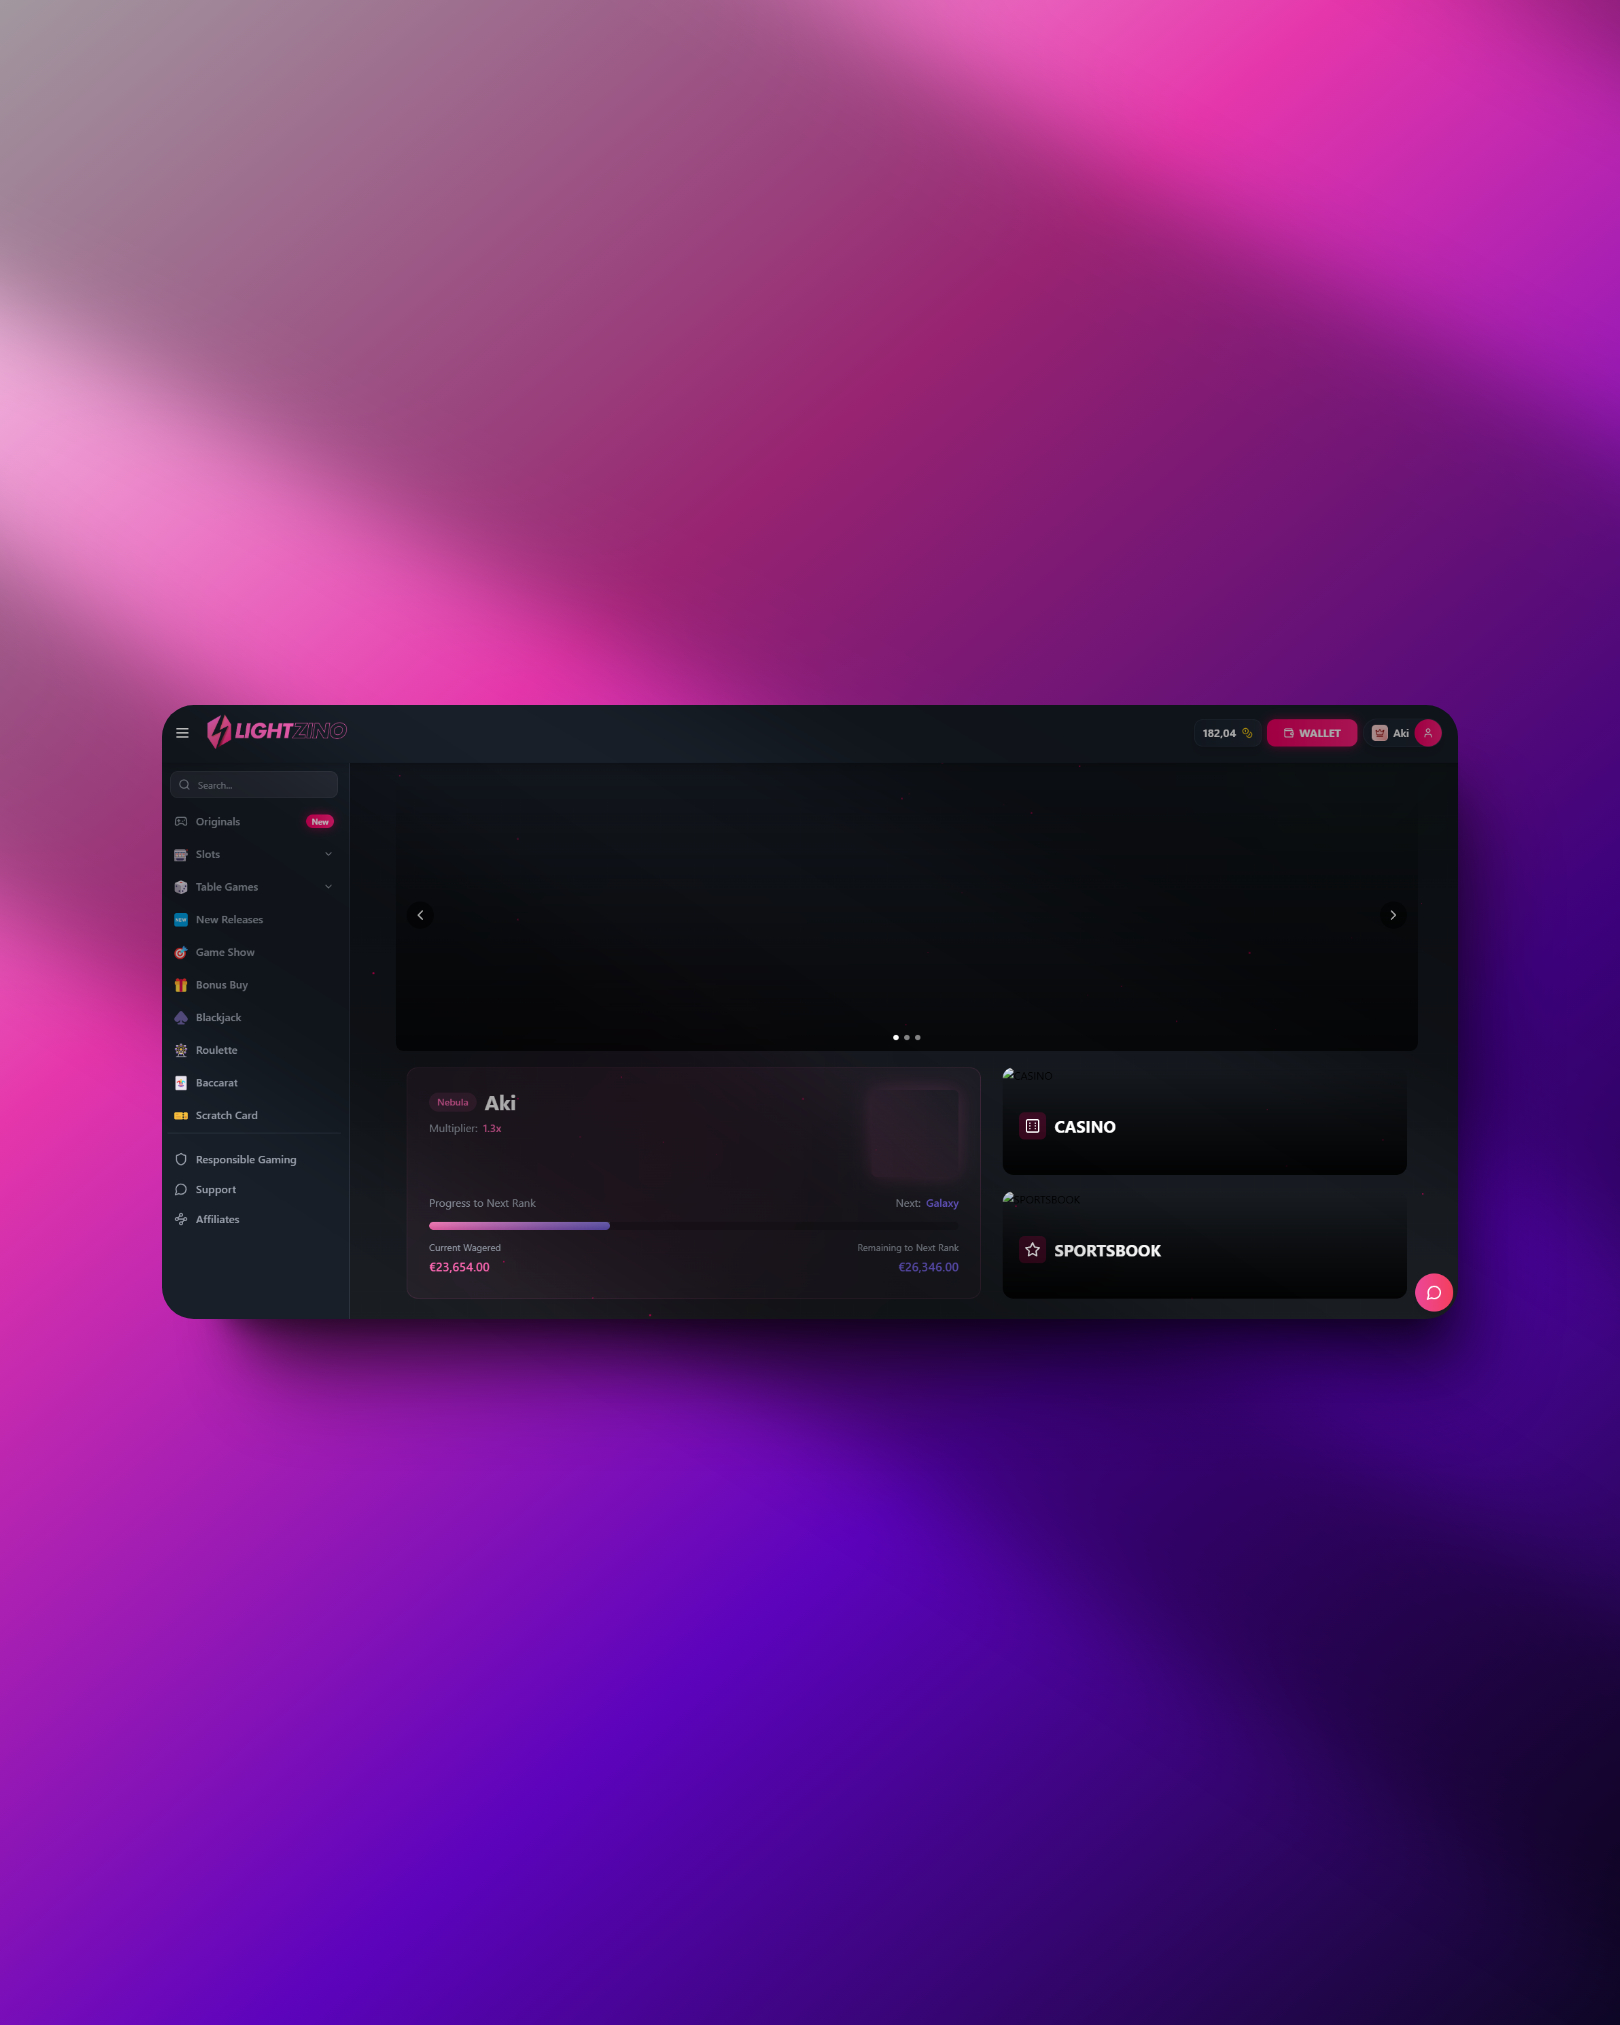 LIGHTZINO
182,04
WALLET
Aki
Search...
Originals
New
Slots
Table Games
NEW
New Releases
Game Show
Bonus Buy
Blackjack
Roulette
Baccarat
Scratch Card
Responsible Gaming
Support
Affiliates
Nebula
Aki
Multiplier: 1.3x
Progress to Next Rank
Next: Galaxy
Current Wagered
Remaining to Next Rank
€23,654.00
€26,346.00
CASINO
CASINO
SPORTSBOOK
SPORTSBOOK